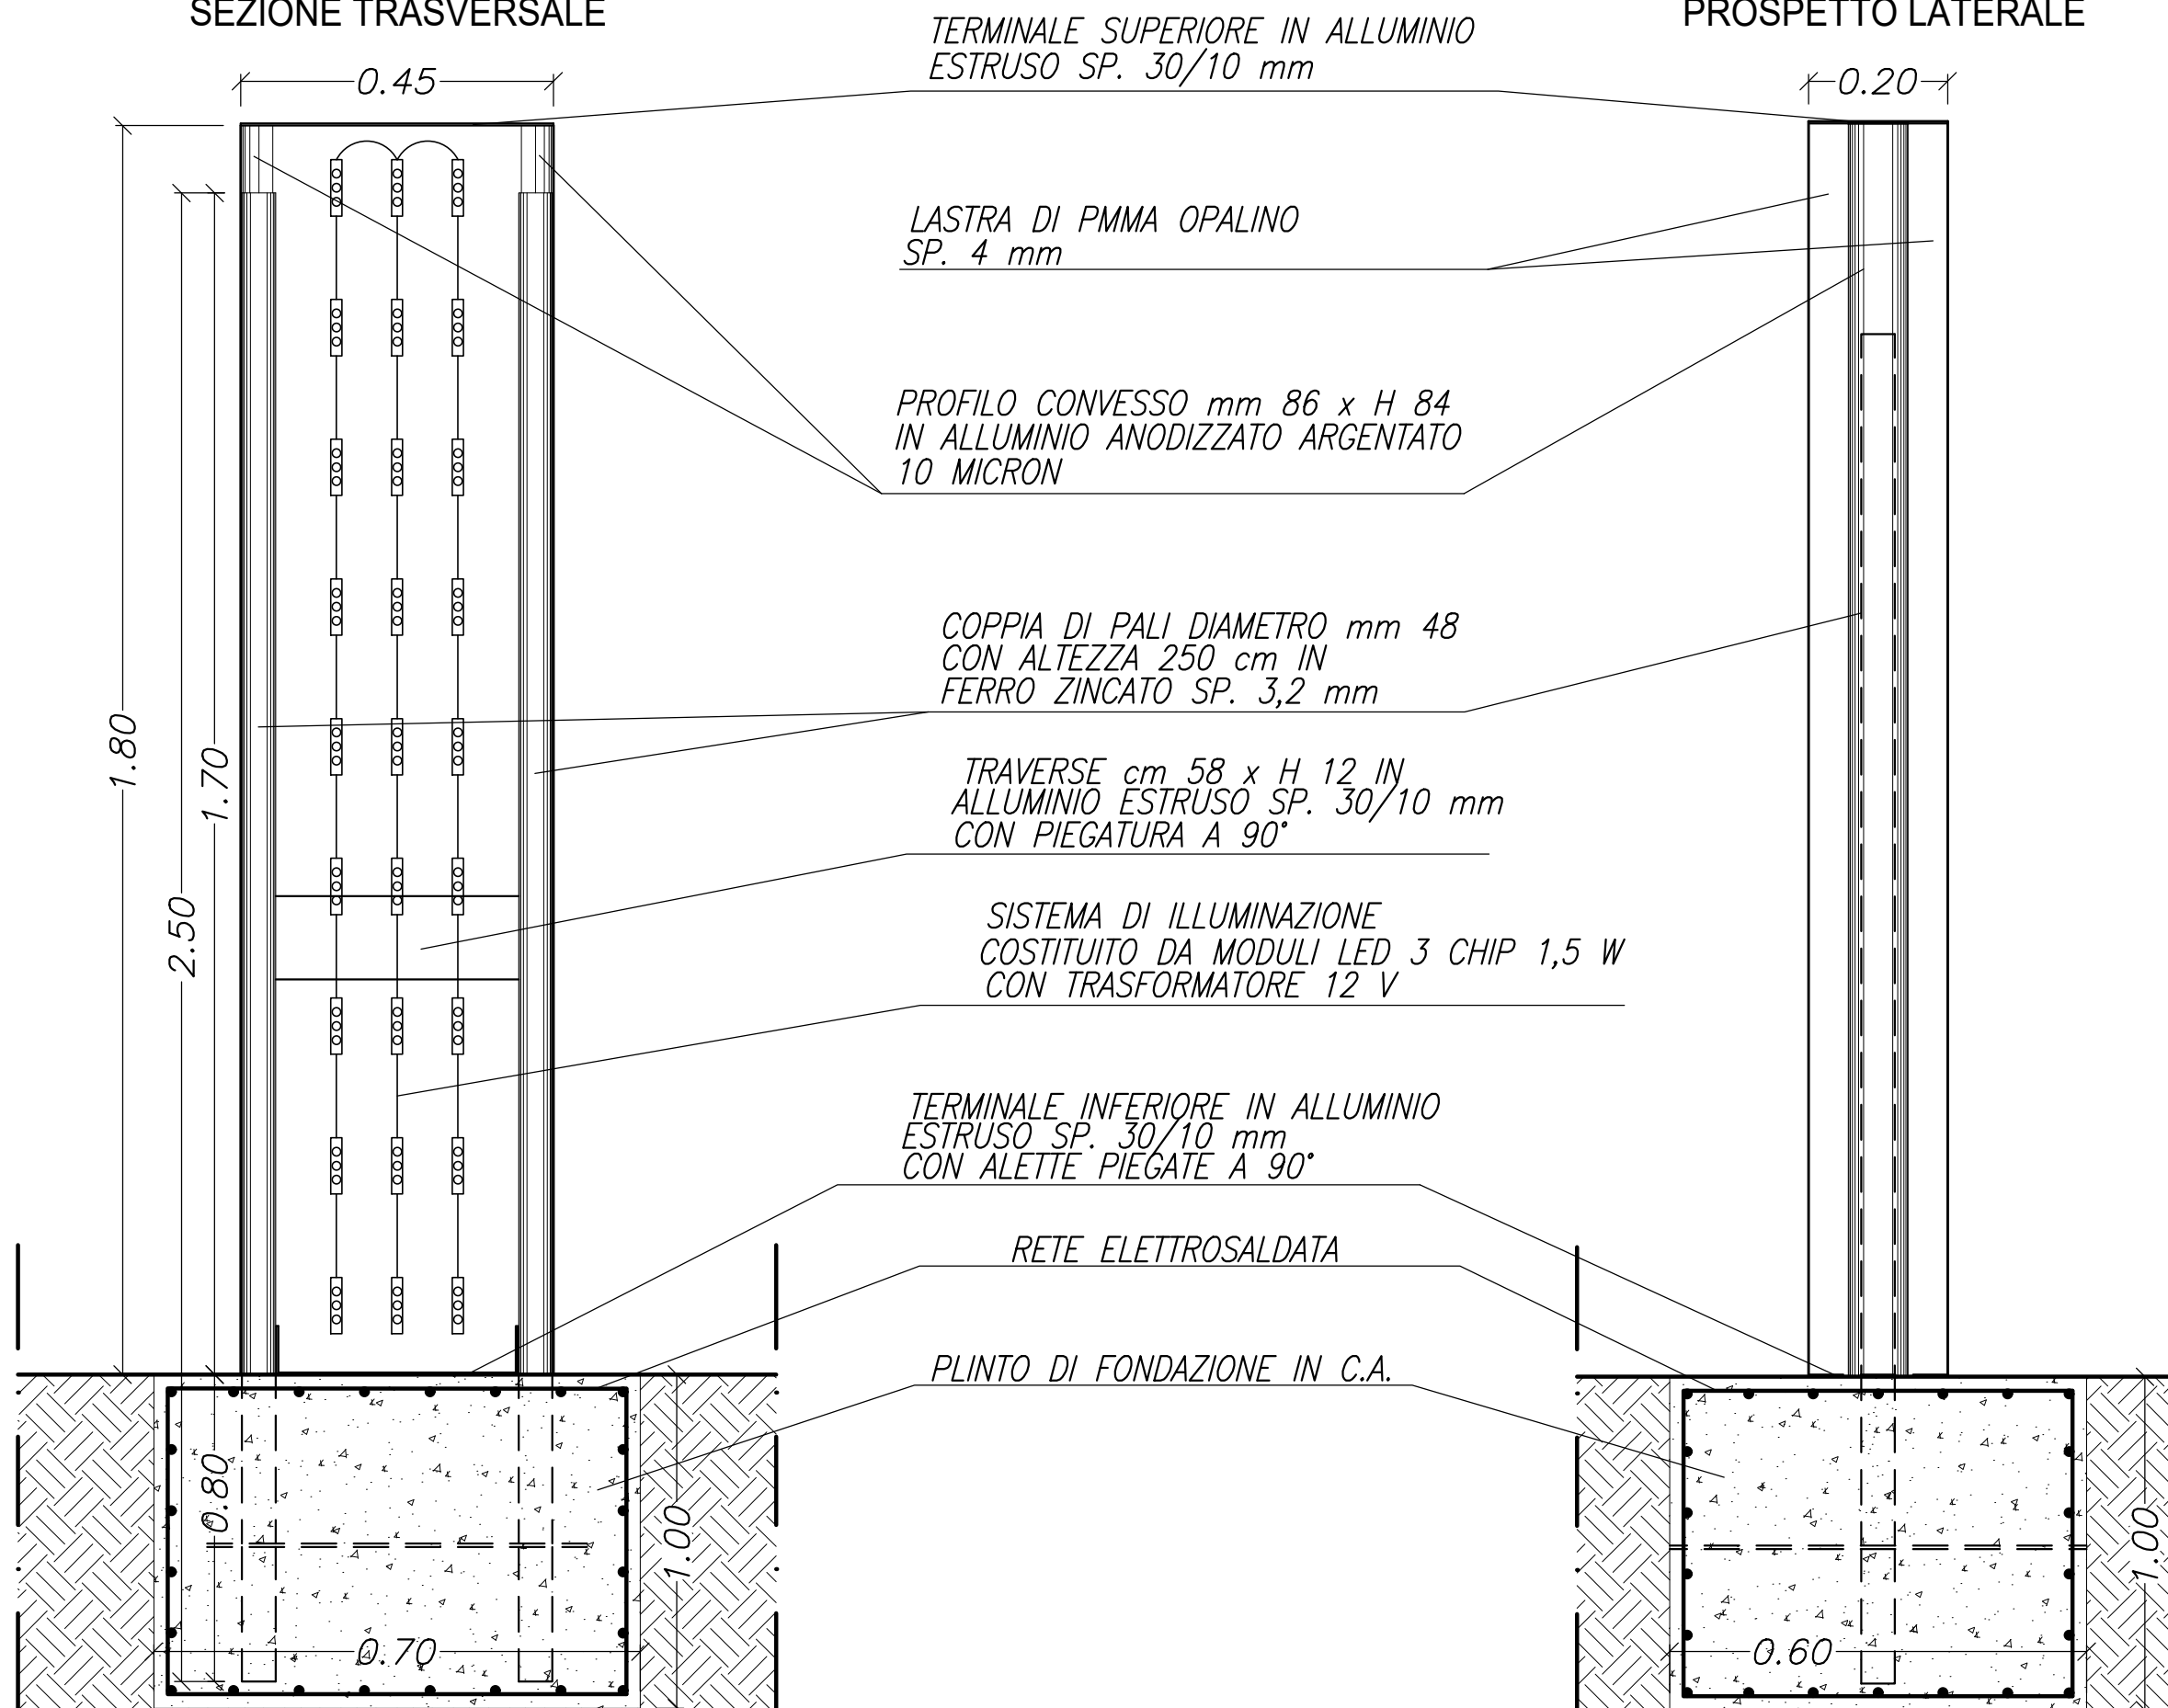 SEZIONE TRASVERSALE
PROSPETTO LATERALE
0.45
0.20
TERMINALE SUPERIORE IN ALLUMINIO
ESTRUSO SP. 30/10 mm
LASTRA DI PMMA OPALINO
SP. 4 mm
PROFILO CONVESSO mm 86 x H 84
IN ALLUMINIO ANODIZZATO ARGENTATO
10 MICRON
COPPIA DI PALI DIAMETRO mm 48
CON ALTEZZA 250 cm IN
FERRO ZINCATO SP. 3,2 mm
1.80
1.70
2.50
TRAVERSE cm 58 x H 12 IN
ALLUMINIO ESTRUSO SP. 30/10 mm
CON PIEGATURA A 90°
SISTEMA DI ILLUMINAZIONE
COSTITUITO DA MODULI LED 3 CHIP 1,5 W
CON TRASFORMATORE 12 V
TERMINALE INFERIORE IN ALLUMINIO
ESTRUSO SP. 30/10 mm
CON ALETTE PIEGATE A 90°
RETE ELETTROSALDATA
PLINTO DI FONDAZIONE IN C.A.
0.80
1.00
1.00
0.70
0.60